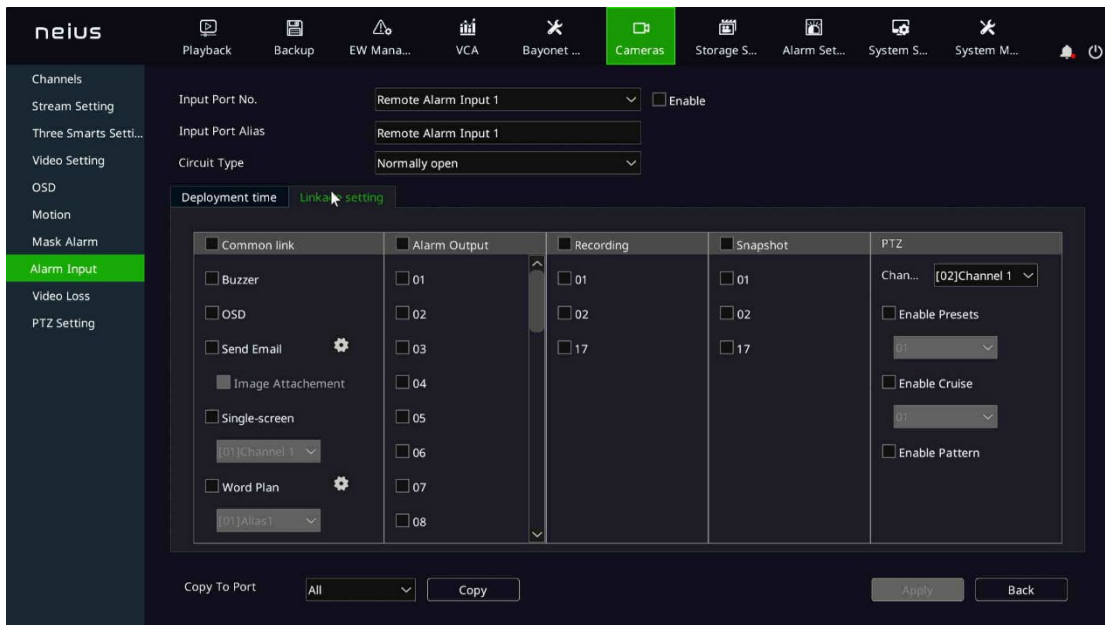 neius
Playback Backup EW Mana... VCA Bayonet ... Cameras Storage S... Alarm Set... System S... System M...
Channels
Stream Setting
Three Smarts Setti...
Video Setting
OSD
Motion
Mask Alarm
Alarm Input
Video Loss
PTZ Setting
Input Port No. Remote Alarm Input 1 Enable
Input Port Alias Remote Alarm Input 1
Circuit Type Normally open
Deployment time Linkage setting
Common link Alarm Output Recording Snapshot PTZ
Buzzer 01 01 01 Chan... [02]Channel 1
OSD 02 02 02 Enable Presets
Send Email 03 17 17 01
Image Attachement 04 Enable Cruise
Single-screen 05 01
[01]Channel 1 06 Enable Pattern
Word Plan 07
[01]Alias1 08
Copy To Port All Copy Apply Back